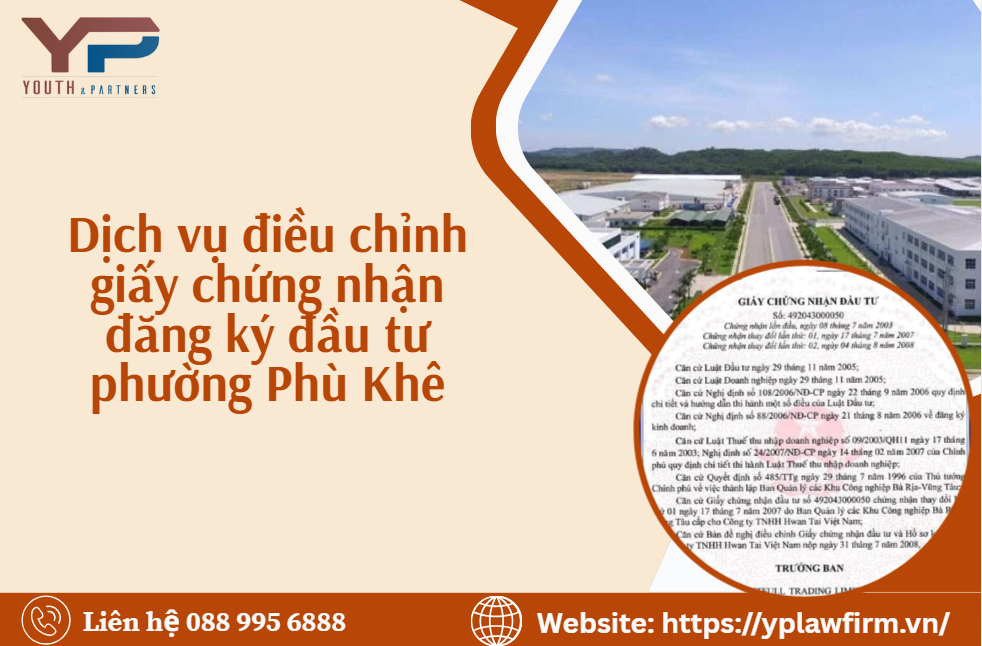 YP
YOUTH & PARTNERS
Dịch vụ điều chỉnh
giấy chứng nhận
đăng ký đầu tư
phường Phù Khê
GIẤY CHỨNG NHẬN ĐẦU TƯ
Số: 492043000050
Chứng nhận lần đầu, ngày 08 tháng 7 năm 2003
Chứng nhận thay đổi lần thứ: 01, ngày 17 tháng 7 năm 2007
Chứng nhận thay đổi lần thứ: 02, ngày 04 tháng 8 năm 2008
Căn cứ Luật Đầu tư ngày 29 tháng 11 năm 2005;
Căn cứ Luật Doanh nghiệp ngày 29 tháng 11 năm 2005;
Căn cứ Nghị định số 108/2006/NĐ-CP ngày 22 tháng 9 năm 2006 quy định
chi tiết và hướng dẫn thi hành một số điều của Luật Đầu tư;
Căn cứ Nghị định số 88/2006/NĐ-CP ngày 21 tháng 8 năm 2006 về đăng ký
kinh doanh;
Căn cứ Luật Thuế thu nhập doanh nghiệp số 09/2003/QH11 ngày 17 tháng
6 năm 2003; Nghị định số 24/2007/NĐ-CP ngày 14 tháng 02 năm 2007 của Chính
phủ quy định chi tiết thi hành Luật Thuế thu nhập doanh nghiệp;
Căn cứ Quyết định số 485/TTg ngày 29 tháng 7 năm 1996 của Thủ tướng
Chính phủ về việc thành lập Ban Quản lý các Khu Công nghiệp Bà Rịa-Vũng Tàu;
Căn cứ Giấy chứng nhận đầu tư số 492043000050 chứng nhận thay đổi
01 ngày 17 tháng 7 năm 2007 do Ban Quản lý các Khu Công nghiệp Bà
Tàu cấp cho Công ty TNHH Hwan Tai Việt Nam;
Căn cứ Bản đề nghị điều chỉnh Giấy chứng nhận đầu tư và Hồ sơ
ty TNHH Hwan Tai Việt Nam nộp ngày 31 tháng 7 năm 2008,
TRƯỞNG BAN
TRADING
Liên hệ 088 995 6888
Website: https://yplawfirm.vn/